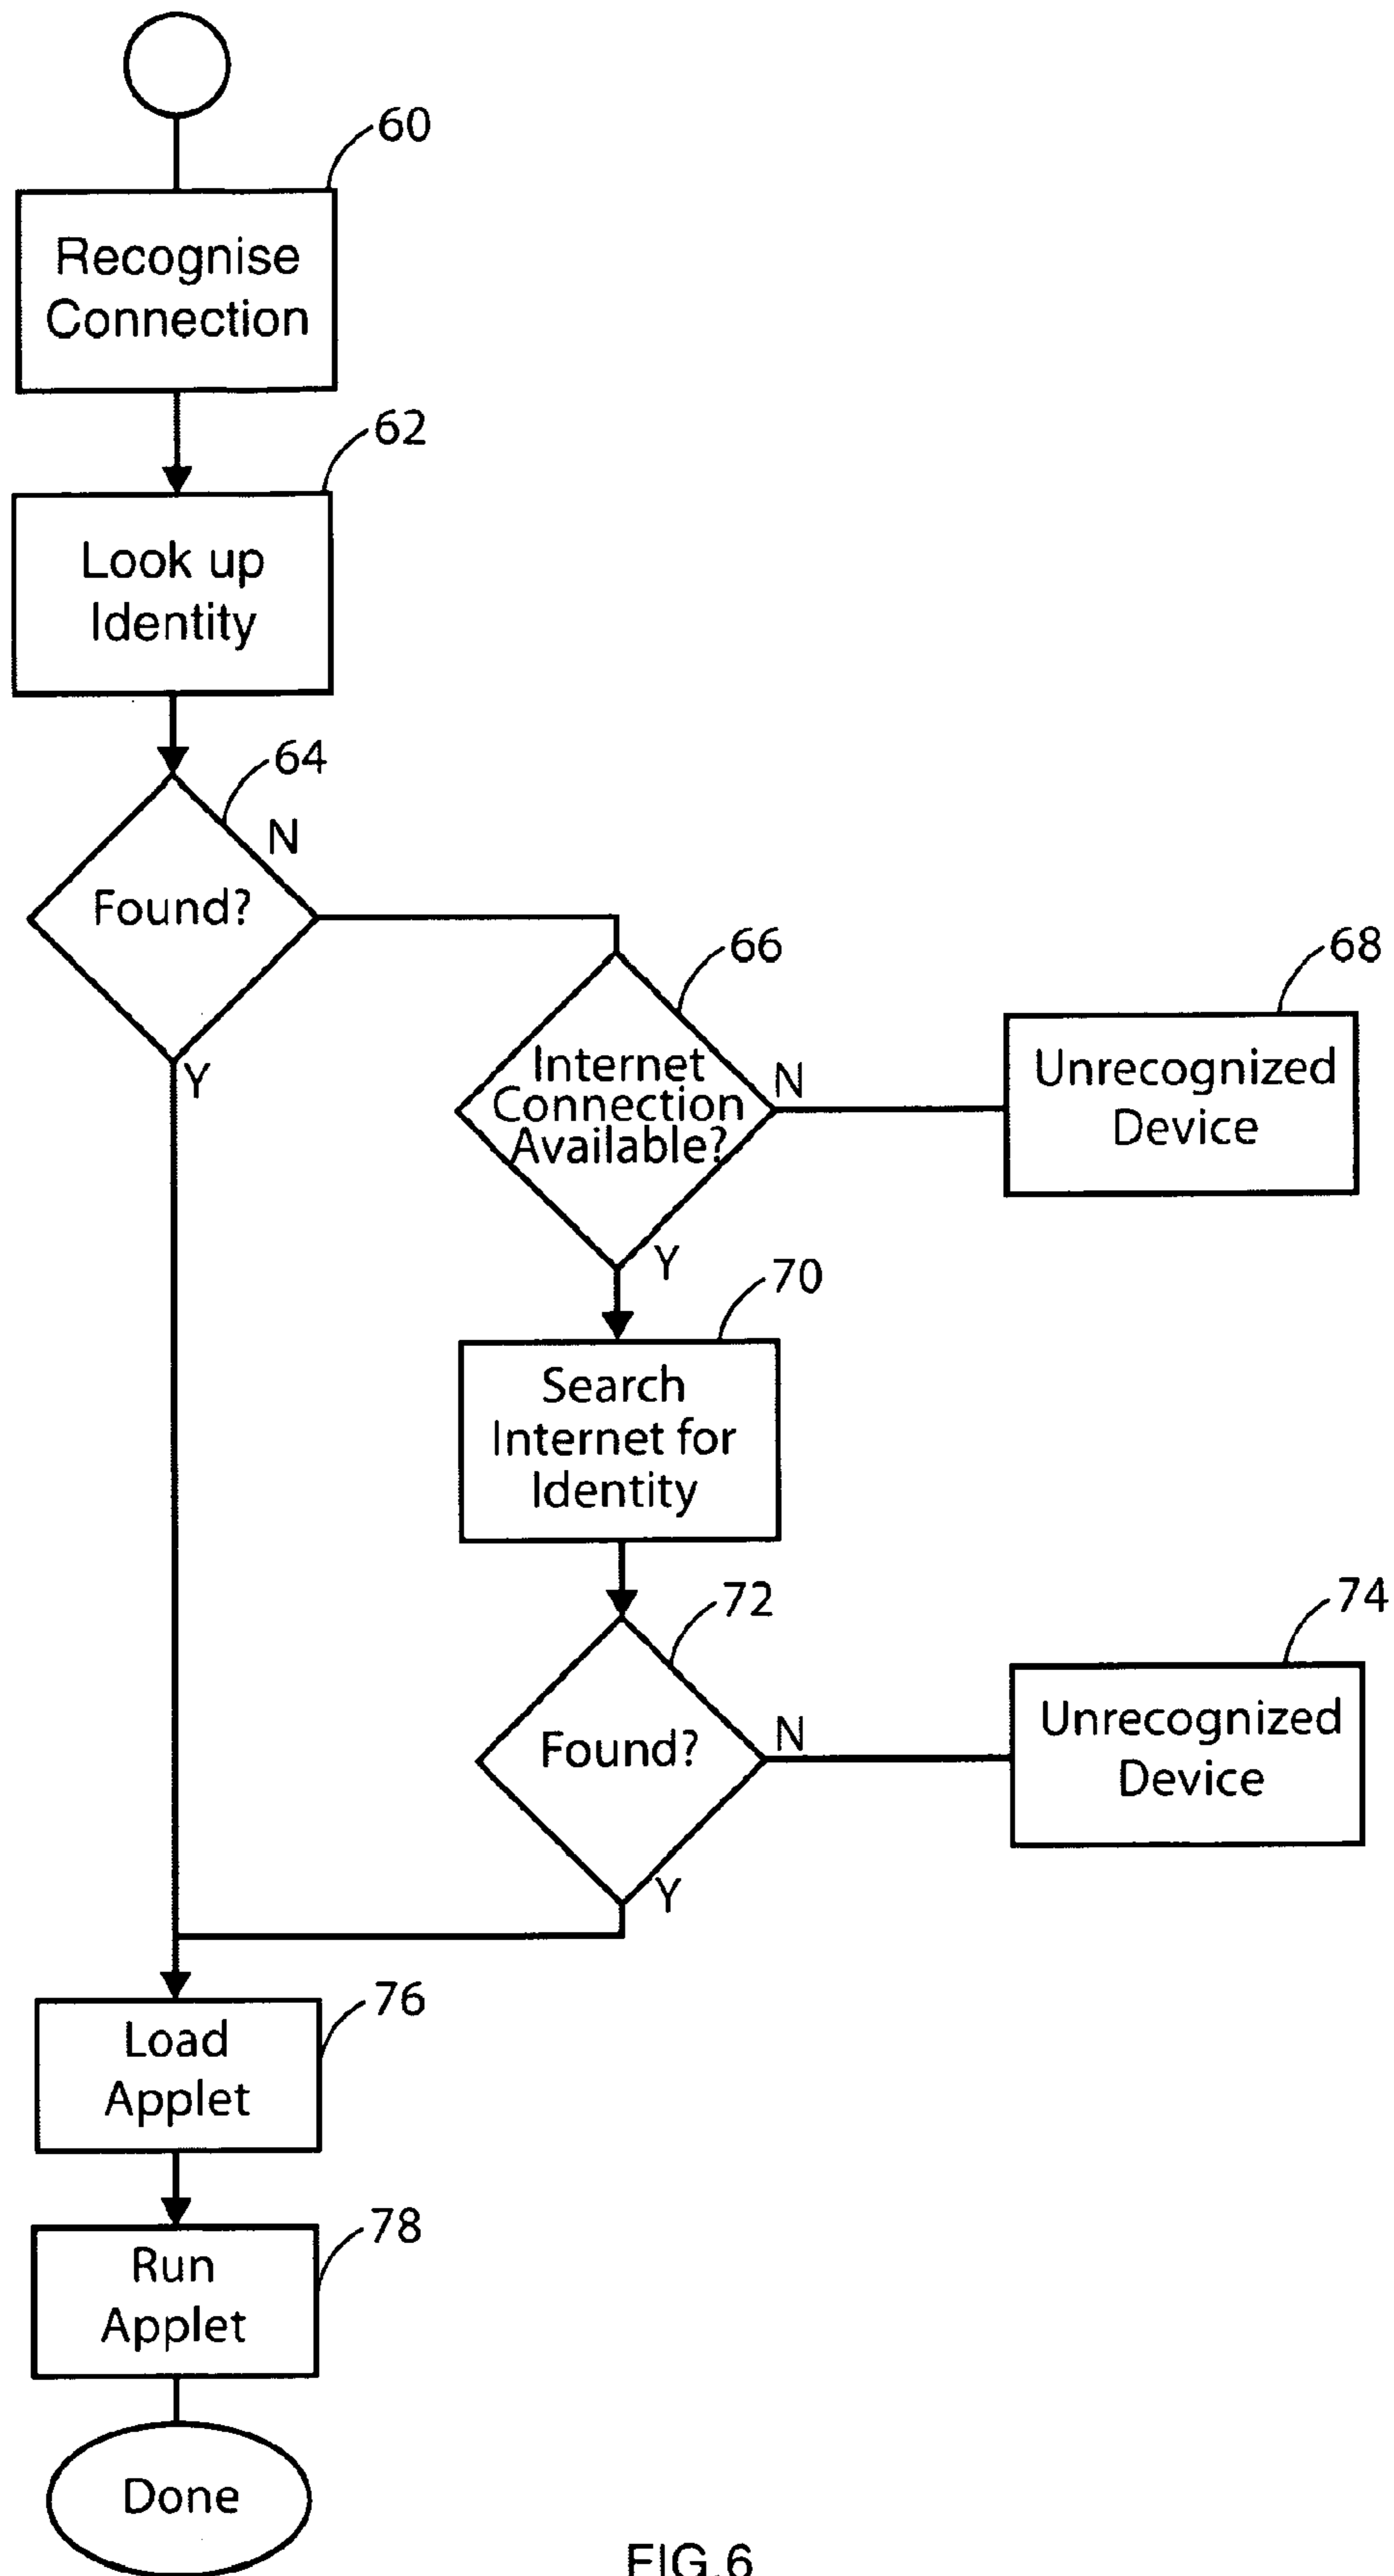 60
Recognise
Connection
62
Look up
Identity
64
N
Found?
Y
66
Internet
Connection
Available?
N
Y
68
Unrecognized
Device
70
Search
Internet for
Identity
72
Found?
N
Y
74
Unrecognized
Device
76
Load
Applet
78
Run
Applet
Done
FIG.6